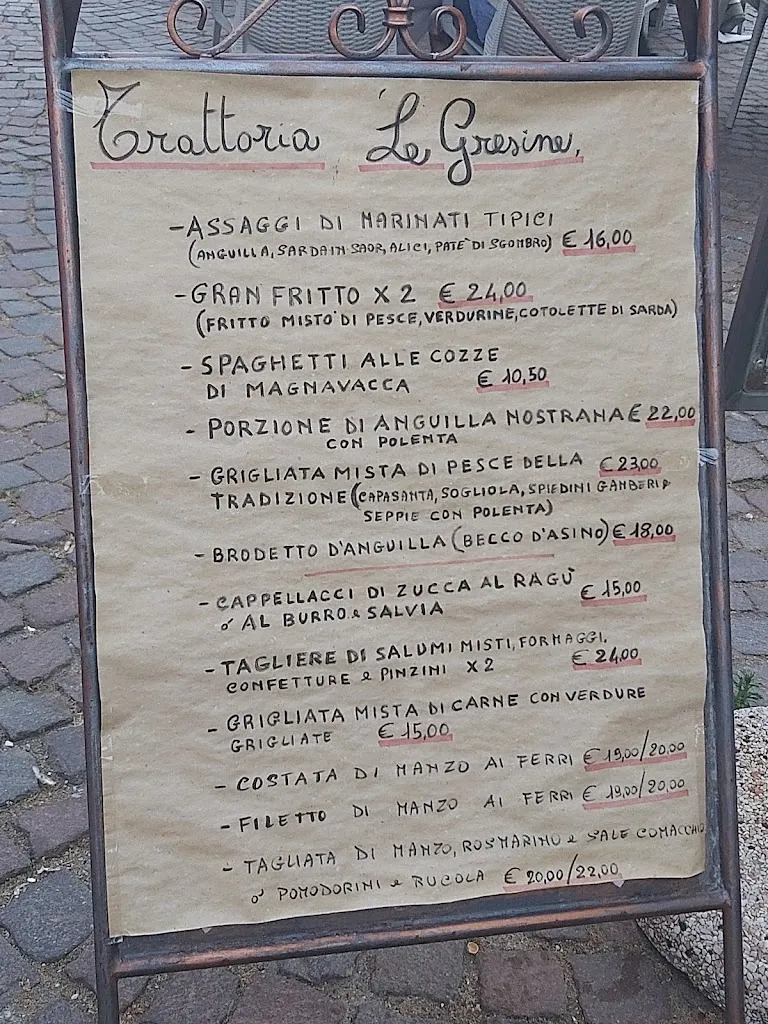 Trattoria Le Gresine,
- ASSAGGI DI MARINATI TIPICI
(ANGUILLA, SARDA IN SAOR, ALICI, PATE' DI SGOMBRO) € 16,00
- GRAN FRITTO X 2 € 24,00
(FRITTO MISTO DI PESCE, VERDURINE, COTOLETTE DI SARDA)
- SPAGHETTI ALLE COZZE
DI MAGNAVACCA € 10,50
- PORZIONE DI ANGUILLA NOSTRANA € 22,00
CON POLENTA
- GRIGLIATA MISTA DI PESCE DELLA € 23,00
TRADIZIONE (CAPASANTA, SOGLIOLA, SPIEDINI GAMBERI e
SEPPIE CON POLENTA)
- BRODETTO D'ANGUILLA (BECCO D'ASINO) € 18,00
- CAPPELLACCI DI ZUCCA AL RAGU' € 15,00
o' AL BURRO e SALVIA
- TAGLIERE DI SALUMI MISTI, FORMAGGI,
CONFETTURE e PINZINI X 2 € 24,00
- GRIGLIATA MISTA DI CARNE CON VERDURE
GRIGLIATE € 15,00
- COSTATA DI MANZO AI FERRI € 19,00/20,00
- FILETTO DI MANZO AI FERRI € 19,00/20,00
- TAGLIATA DI MANZO, ROSMARINO e SALE COMACCHIO
o' POMODORINI e RUCOLA € 20,00/22,00